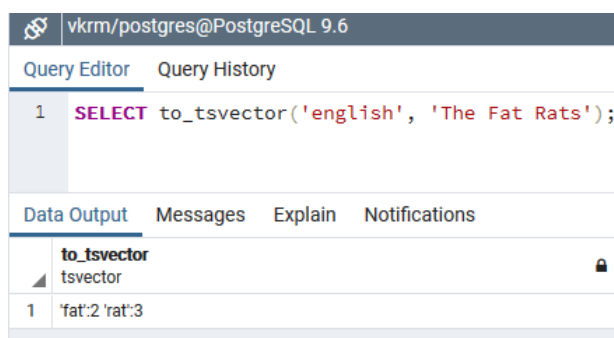 vkrm/postgres@PostgreSQL 9.6
Query Editor Query History
1 SELECT to_tsvector('english', 'The Fat Rats');
Data Output Messages Explain Notifications
to_tsvector
tsvector
1 'fat':2 'rat':3